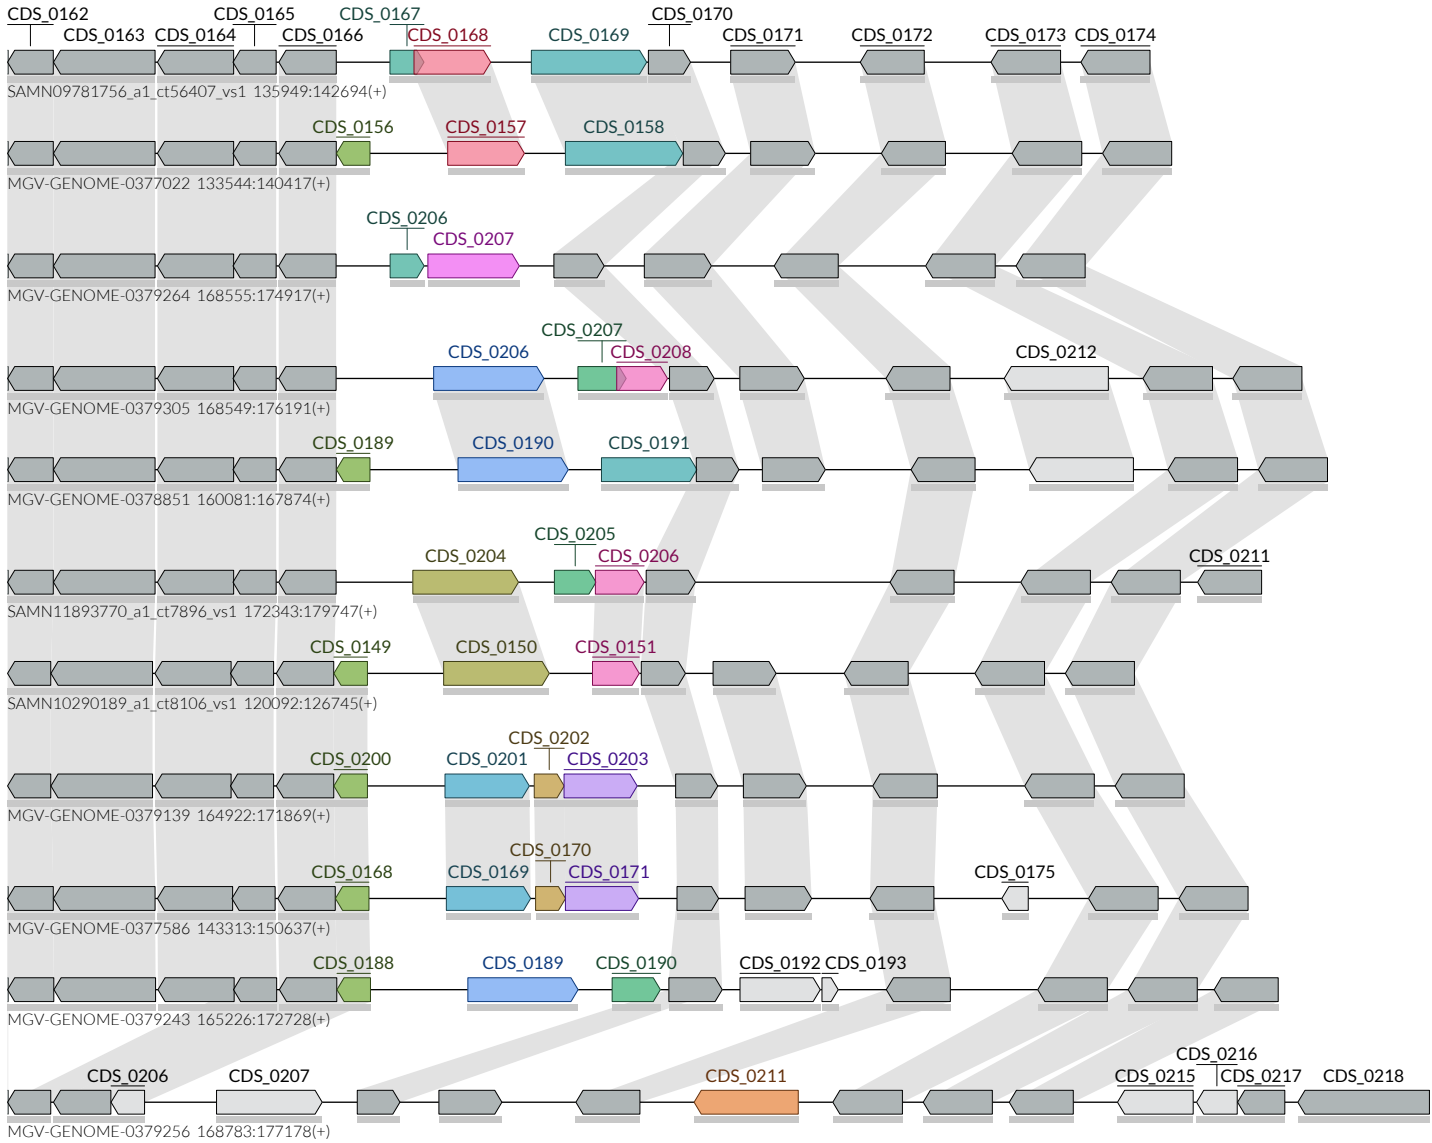 CDS_0162 CDS_0165 CDS_0167 CDS_0170
CDS_0163 CDS_0164 CDS_0166 CDS_0168 CDS_0169 CDS_0171 CDS_0172 CDS_0173 CDS_0174
SAMN09781756_a1_ct56407_vs1 135949:142694(+)
CDS_0156 CDS_0157 CDS_0158
MGV-GENOME-0377022 133544:140417(+)
CDS_0206
CDS_0207
MGV-GENOME-0379264 168555:174917(+)
CDS_0207
CDS_0206 CDS_0208 CDS_0212
MGV-GENOME-0379305 168549:176191(+)
CDS_0189 CDS_0190 CDS_0191
MGV-GENOME-0378851 160081:167874(+)
CDS_0205
CDS_0204 CDS_0206 CDS_0211
SAMN11893770_a1_ct7896_vs1 172343:179747(+)
CDS_0149 CDS_0150 CDS_0151
SAMN10290189_a1_ct8106_vs1 120092:126745(+)
CDS_0202
CDS_0200 CDS_0201 CDS_0203
MGV-GENOME-0379139 164922:171869(+)
CDS_0170
CDS_0168 CDS_0169 CDS_0171 CDS_0175
MGV-GENOME-0377586 143313:150637(+)
CDS_0188 CDS_0189 CDS_0190 CDS_0192 CDS_0193
MGV-GENOME-0379243 165226:172728(+)
CDS_0216
CDS_0206 CDS_0207 CDS_0211 CDS_0215 CDS_0217 CDS_0218
MGV-GENOME-0379256 168783:177178(+)